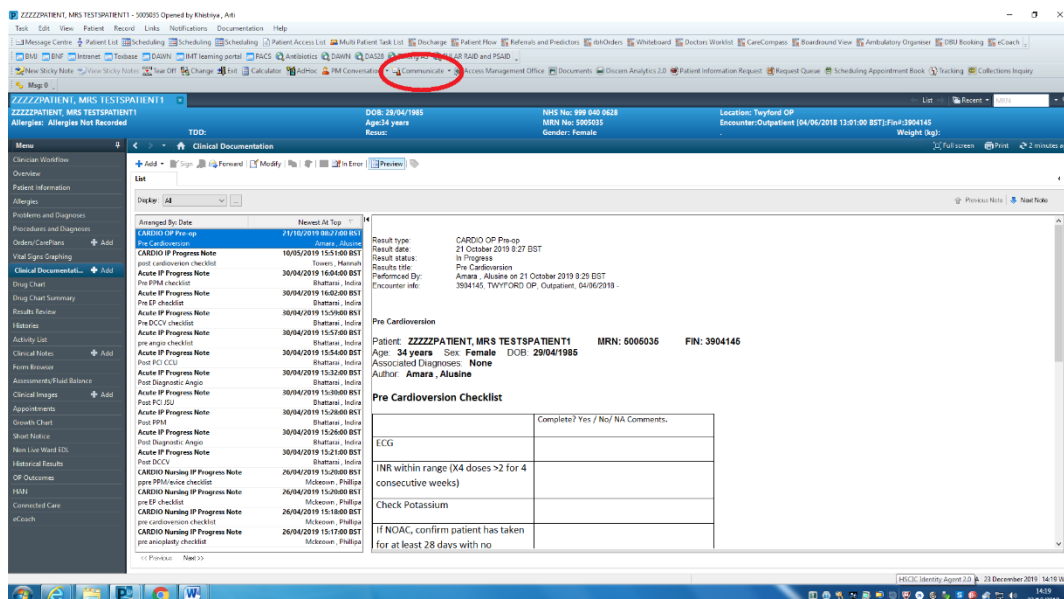 ZZZZZPATIENT, MRS TESTSPATIENT1 - 5005035 Opened by Khistriya , Arti
Task Edit View Patient Record Links Notifications Documentation Help
Message Centre Patient List Scheduling Scheduling Scheduling Patient Access List Multi Patient Task List Discharge Patient Flow Referrals and Predictors rbhOrders Whiteboard Doctors Worklist CareCompass Boardround View Ambulatory Organiser DBU Booking eCoach
BMJ BNF Intranet Toxbase DAWN IMT learning portal PACS Antibiotics DAWN DAS28 RAID and PSAID
New Sticky Note View Sticky Notes Tear Off Change Exit Calculator AdHoc PM Conversation Communicate Access Management Office Documents Discern Analytics 2.0 Patient Information Request Request Queue Scheduling Appointment Book Tracking Collections Inquiry
Msg: 0
ZZZZZPATIENT, MRS TESTSPATIENT1 List Recent MRN
ZZZZZPATIENT, MRS TESTSPATIENT1 DOB: 29/04/1985 NHS No: 999 040 0628 Location: Twyford OP
Allergies: Allergies Not Recorded Age:34 years MRN No: 5005035 Encounter:Outpatient [04/06/2018 13:01:00 BST]:Fin#:3904145
TDD: Resus: Gender: Female Weight (kg):
Menu Clinical Documentation Full screen Print 2 minutes a
Clinician Workflow
Overview
Patient Information
Allergies
Problems and Diagnoses
Procedures and Diagnoses
Orders/CarePlans Add
Vital Signs Graphing
Clinical Documentati... Add
Drug Chart
Drug Chart Summary
Results Review
Histories
Activity List
Clinical Notes Add
Form Browser
Assessments/Fluid Balance
Clinical Images Add
Appointments
Growth Chart
Short Notice
Non Live Ward EDL
Historical Results
OP Outcomes
HAN
Connected Care
eCoach
Add Sign Forward Modify In Error Preview
List
Display: All ... Previous Note Next Note
Arranged By: Date Newest At Top
CARDIO OP Pre-op 21/10/2019 08:27:00 BST
Pre Cardioversion Amara , Alusine
CARDIO IP Progress Note 10/05/2019 15:51:00 BST
post cardioverion checklist Towers , Hannah
Acute IP Progress Note 30/04/2019 16:04:00 BST
Pre PPM checklist Bhattarai , Indira
Acute IP Progress Note 30/04/2019 16:02:00 BST
Pre EP checklist Bhattarai , Indira
Acute IP Progress Note 30/04/2019 15:59:00 BST
Pre DCCV checklist Bhattarai , Indira
Acute IP Progress Note 30/04/2019 15:57:00 BST
pre angio checklist Bhattarai , Indira
Acute IP Progress Note 30/04/2019 15:54:00 BST
Post PCI CCU Bhattarai , Indira
Acute IP Progress Note 30/04/2019 15:32:00 BST
Post Diagnostic Angio Bhattarai , Indira
Acute IP Progress Note 30/04/2019 15:30:00 BST
Post PCI JSU Bhattarai , Indira
Acute IP Progress Note 30/04/2019 15:28:00 BST
Post PPM Bhattarai , Indira
Acute IP Progress Note 30/04/2019 15:26:00 BST
Post Diagnostic Angio Bhattarai , Indira
Acute IP Progress Note 30/04/2019 15:21:00 BST
Post DCCV Bhattarai , Indira
CARDIO Nursing IP Progress Note 26/04/2019 15:20:00 BST
ppre PPM/evice checklist Mckeown , Phillipa
CARDIO Nursing IP Progress Note 26/04/2019 15:20:00 BST
pre EP checklist Mckeown , Phillipa
CARDIO Nursing IP Progress Note 26/04/2019 15:18:00 BST
pre cardioversion checklist Mckeown , Phillipa
CARDIO Nursing IP Progress Note 26/04/2019 15:17:00 BST
pre anioplasty checklist Mckeown , Phillipa
<< Previous Next >>
Result type: CARDIO OP Pre-op
Result date: 21 October 2019 8:27 BST
Result status: In Progress
Results title: Pre Cardioversion
Performed By: Amara , Alusine on 21 October 2019 8:29 BST
Encounter info: 3904145, TWYFORD OP, Outpatient, 04/06/2018 -
Pre Cardioversion
Patient: ZZZZZPATIENT, MRS TESTSPATIENT1 MRN: 5005035 FIN: 3904145
Age: 34 years Sex: Female DOB: 29/04/1985
Associated Diagnoses: None
Author: Amara , Alusine
Pre Cardioversion Checklist
Complete? Yes / No/ NA Comments.
ECG
INR within range (X4 doses >2 for 4
consecutive weeks)
Check Potassium
If NOAC, confirm patient has taken
for at least 28 days with no
HSCIC Identity Agent 2.0 A 23 December 2019 14:19 W
14:19